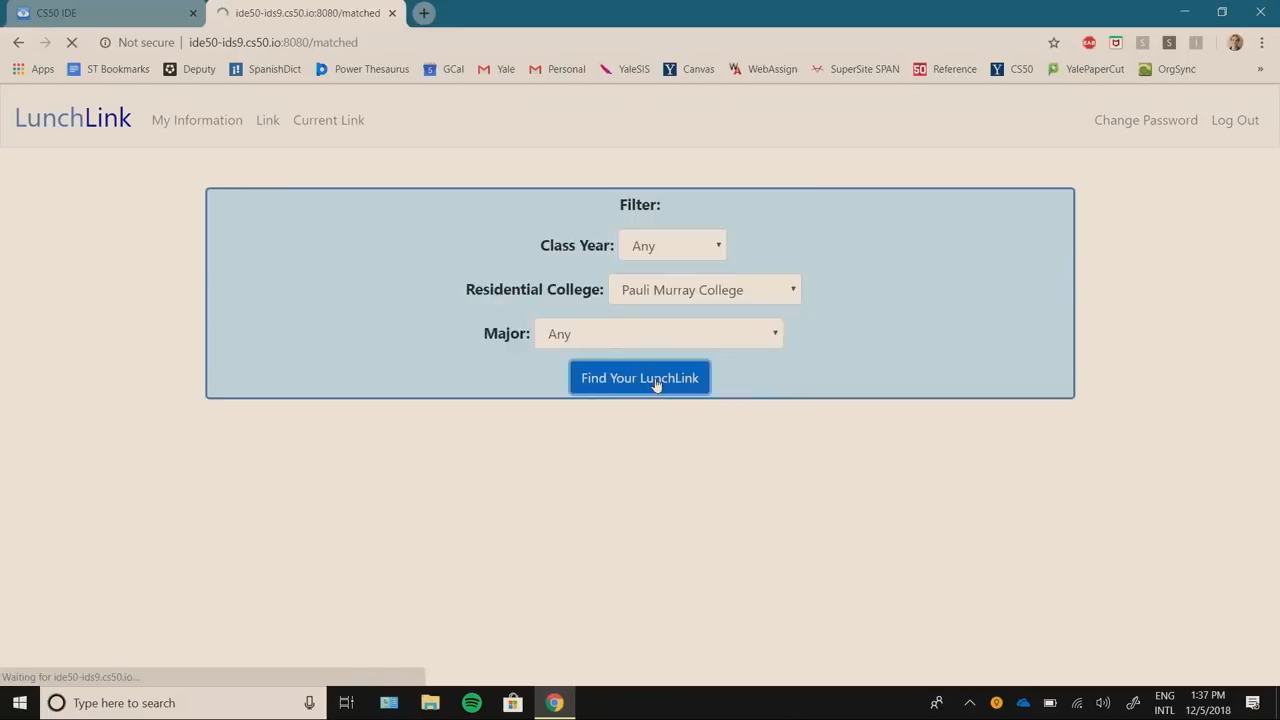 CS50 IDE
ide50-ids9.cs50.io:8080/matched
Not secure | ide50-ids9.cs50.io:8080/matched
Apps ST Bookmarks Deputy SpanishDict Power Thesaurus GCal Yale Personal YaleSIS Canvas WebAssign SuperSite SPAN Reference CS50 YalePaperCut OrgSync »
LunchLink My Information Link Current Link Change Password Log Out
Filter:
Class Year: Any
Residential College: Pauli Murray College
Major: Any
Find Your LunchLink
Waiting for ide50-ids9.cs50.io...
Type here to search
ENG 1:37 PM
INTL 12/5/2018